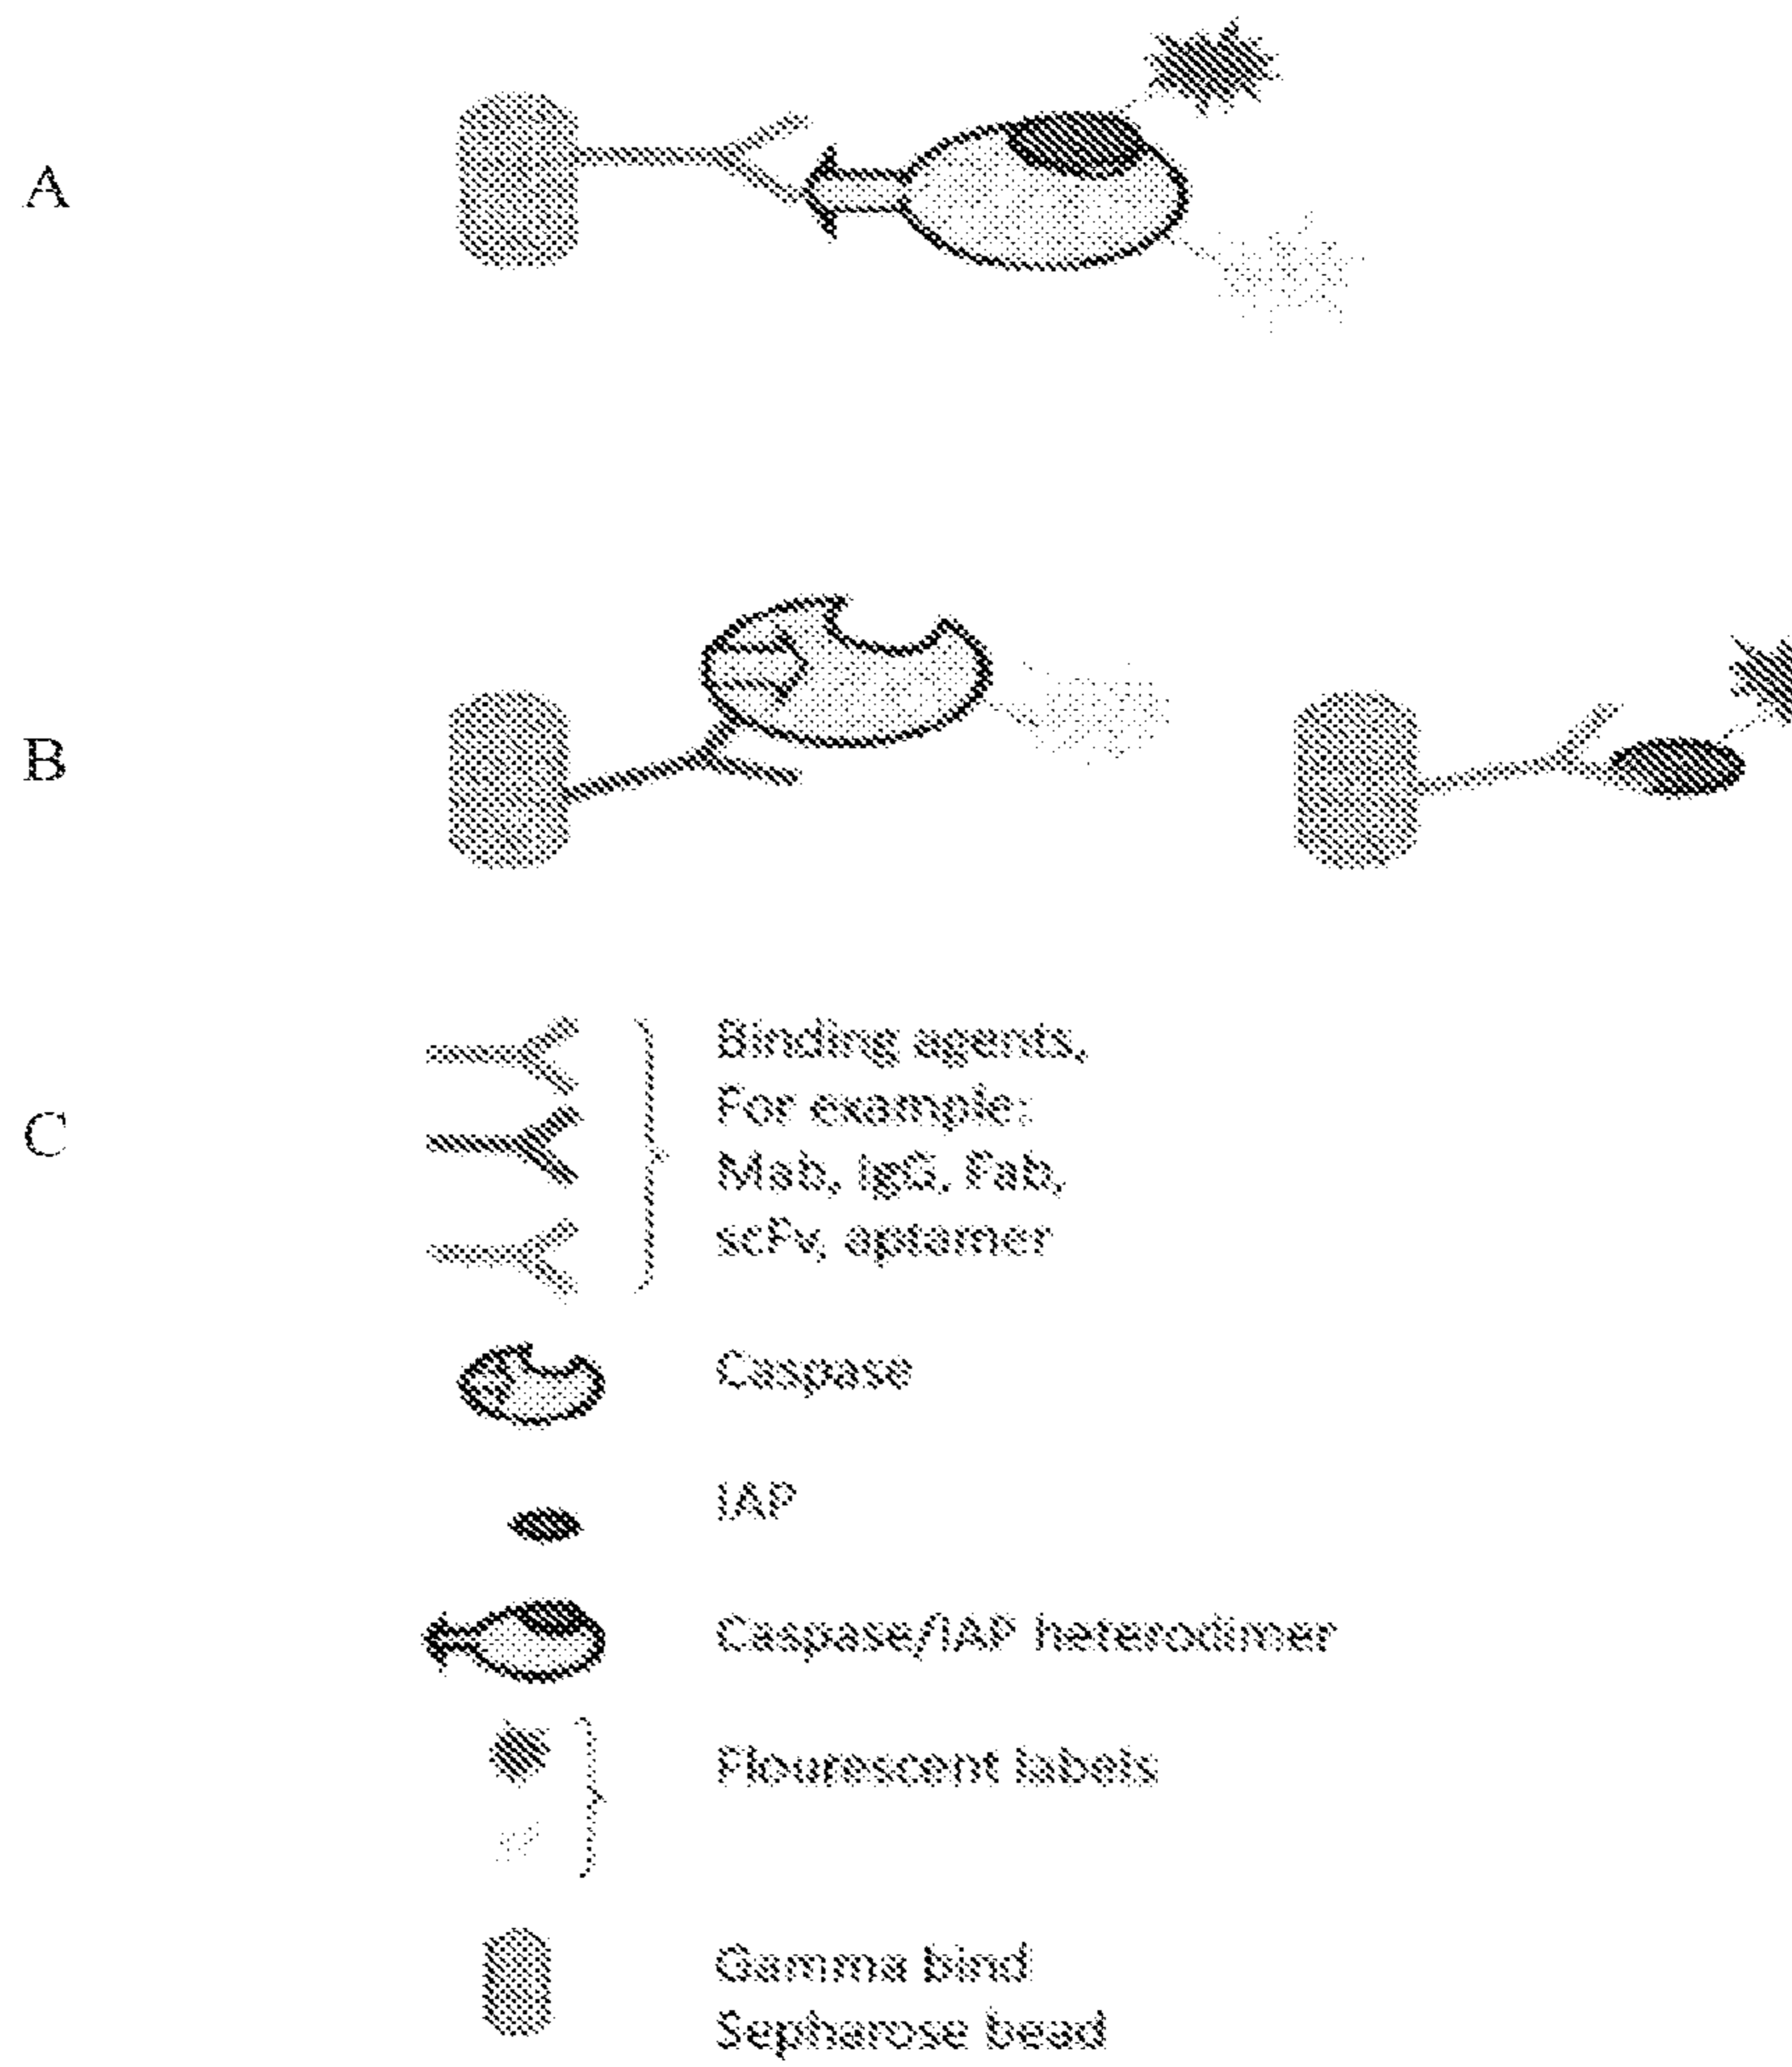 A
B
C
Binding agents,
For example:
Mab, IgG, Fab,
scFv, aptamer
Caspase
IAP
Caspase/IAP heterodimer
Flourescent labels
Gamma bind
Sepharose bead